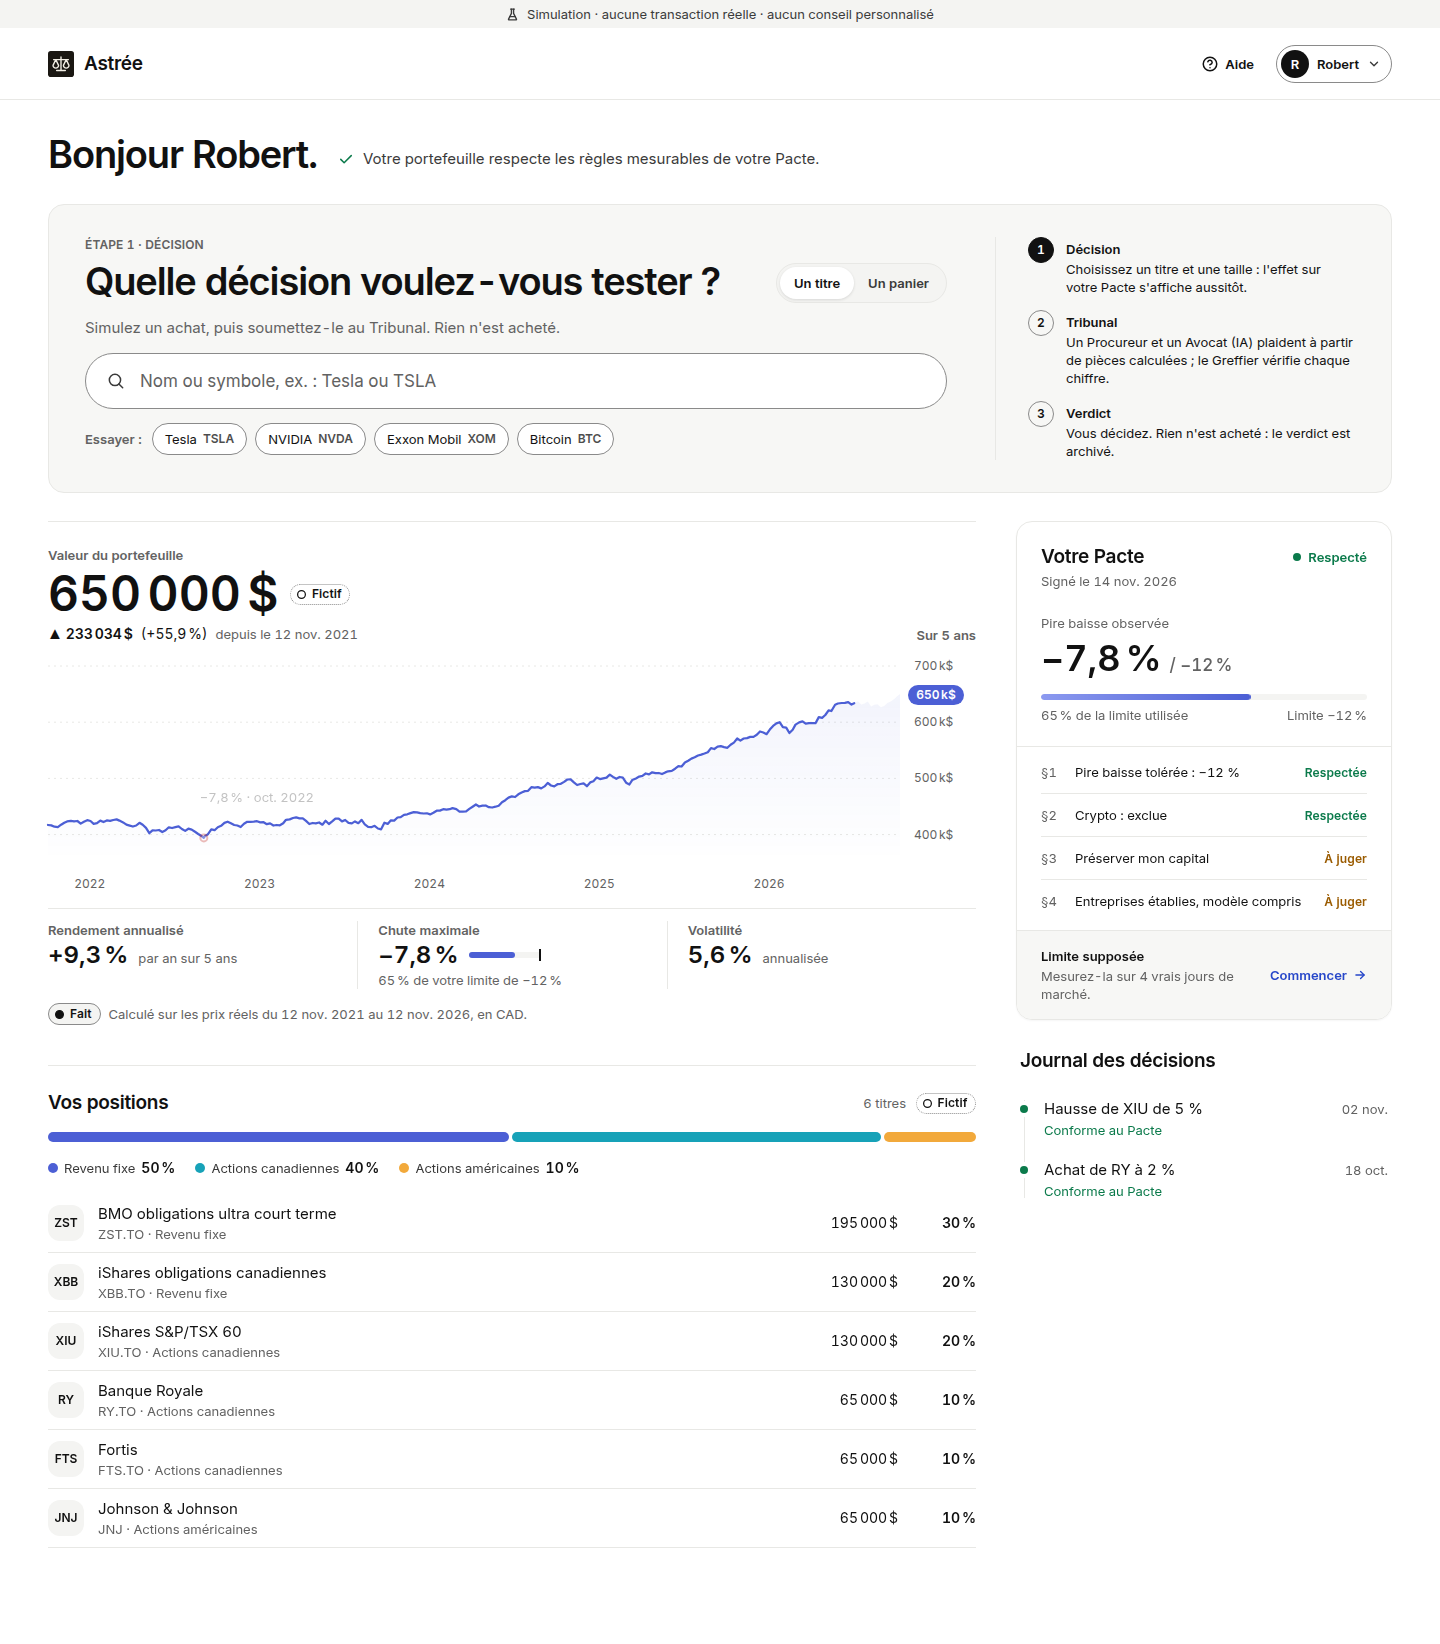 Simulation · aucune transaction réelle · aucun conseil personnalisé
Astrée
Aide
R Robert
Bonjour Robert.
Votre portefeuille respecte les règles mesurables de votre Pacte.
ÉTAPE 1 · DÉCISION
Quelle décision voulez-vous tester ?
Un titre Un panier
Simulez un achat, puis soumettez-le au Tribunal. Rien n'est acheté.
Nom ou symbole, ex. : Tesla ou TSLA
Essayer : Tesla TSLA NVIDIA NVDA Exxon Mobil XOM Bitcoin BTC
1 Décision
Choisissez un titre et une taille : l'effet sur
votre Pacte s'affiche aussitôt.
2 Tribunal
Un Procureur et un Avocat (IA) plaident à partir
de pièces calculées ; le Greffier vérifie chaque
chiffre.
3 Verdict
Vous décidez. Rien n'est acheté : le verdict est
archivé.
Valeur du portefeuille
650 000 $ Fictif
▲ 233 034 $ (+55,9 %) depuis le 12 nov. 2021
Sur 5 ans
700 k$
650 k$
600 k$
500 k$
400 k$
−7,8 % · oct. 2022
2022 2023 2024 2025 2026
Rendement annualisé
+9,3 % par an sur 5 ans
Chute maximale
−7,8 %
65 % de votre limite de −12 %
Volatilité
5,6 % annualisée
Fait Calculé sur les prix réels du 12 nov. 2021 au 12 nov. 2026, en CAD.
Vos positions
6 titres Fictif
Revenu fixe 50 % Actions canadiennes 40 % Actions américaines 10 %
ZST BMO obligations ultra court terme 195 000 $ 30 %
ZST.TO · Revenu fixe
XBB iShares obligations canadiennes 130 000 $ 20 %
XBB.TO · Revenu fixe
XIU iShares S&P/TSX 60 130 000 $ 20 %
XIU.TO · Actions canadiennes
RY Banque Royale 65 000 $ 10 %
RY.TO · Actions canadiennes
FTS Fortis 65 000 $ 10 %
FTS.TO · Actions canadiennes
JNJ Johnson & Johnson 65 000 $ 10 %
JNJ · Actions américaines
Votre Pacte
Respecté
Signé le 14 nov. 2026
Pire baisse observée
−7,8 % / −12 %
65 % de la limite utilisée Limite −12 %
§1 Pire baisse tolérée : −12 % Respectée
§2 Crypto : exclue Respectée
§3 Préserver mon capital À juger
§4 Entreprises établies, modèle compris À juger
Limite supposée
Mesurez-la sur 4 vrais jours de
marché.
Commencer →
Journal des décisions
Hausse de XIU de 5 % 02 nov.
Conforme au Pacte
Achat de RY à 2 % 18 oct.
Conforme au Pacte